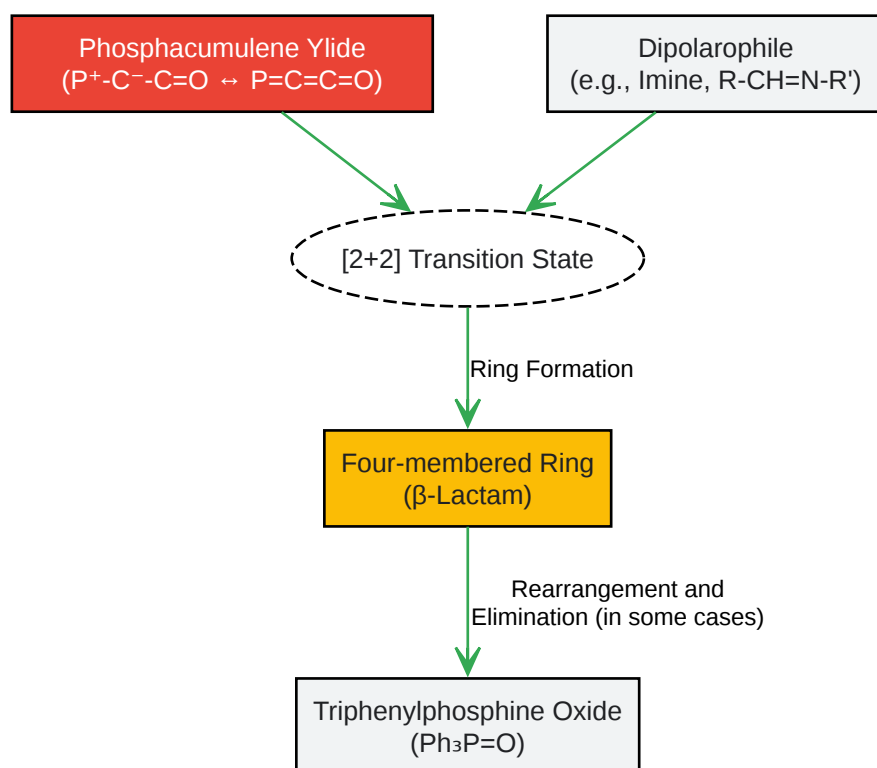 Phosphacumulene Ylide
(P⁺-C⁻-C=O ↔ P=C=C=O)
Dipolarophile
(e.g., Imine, R-CH=N-R')
[2+2] Transition State
Ring Formation
Four-membered Ring
(β-Lactam)
Rearrangement and
Elimination (in some cases)
Triphenylphosphine Oxide
(Ph₃P=O)